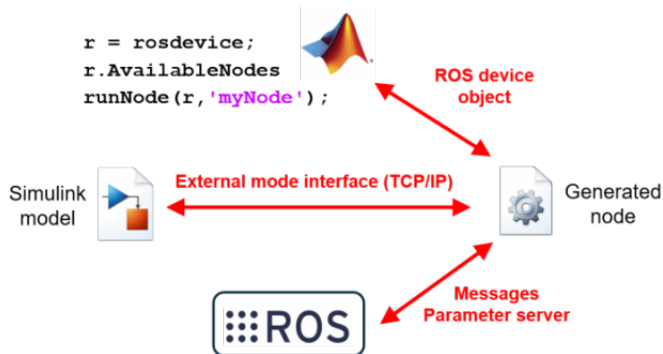 r = rosdevice;
r.AvailableNodes
runNode(r,'myNode');
ROS device
object
External mode interface (TCP/IP)
Simulink
model
Generated
node
Messages
Parameter server
ROS